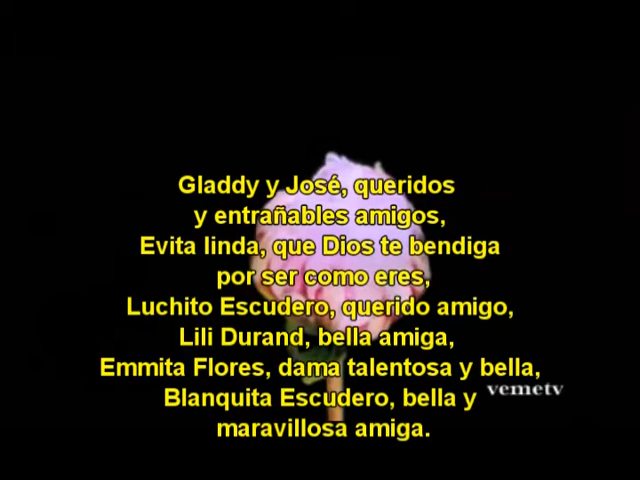 Gladdy y José, queridos
y entrañables amigos,
Evita linda, que Dios te bendiga
por ser como eres,
Luchito Escudero, querido amigo,
Lili Durand, bella amiga,
Emmita Flores, dama talentosa y bella,
Blanquita Escudero, bella y
maravillosa amiga.
vemetv